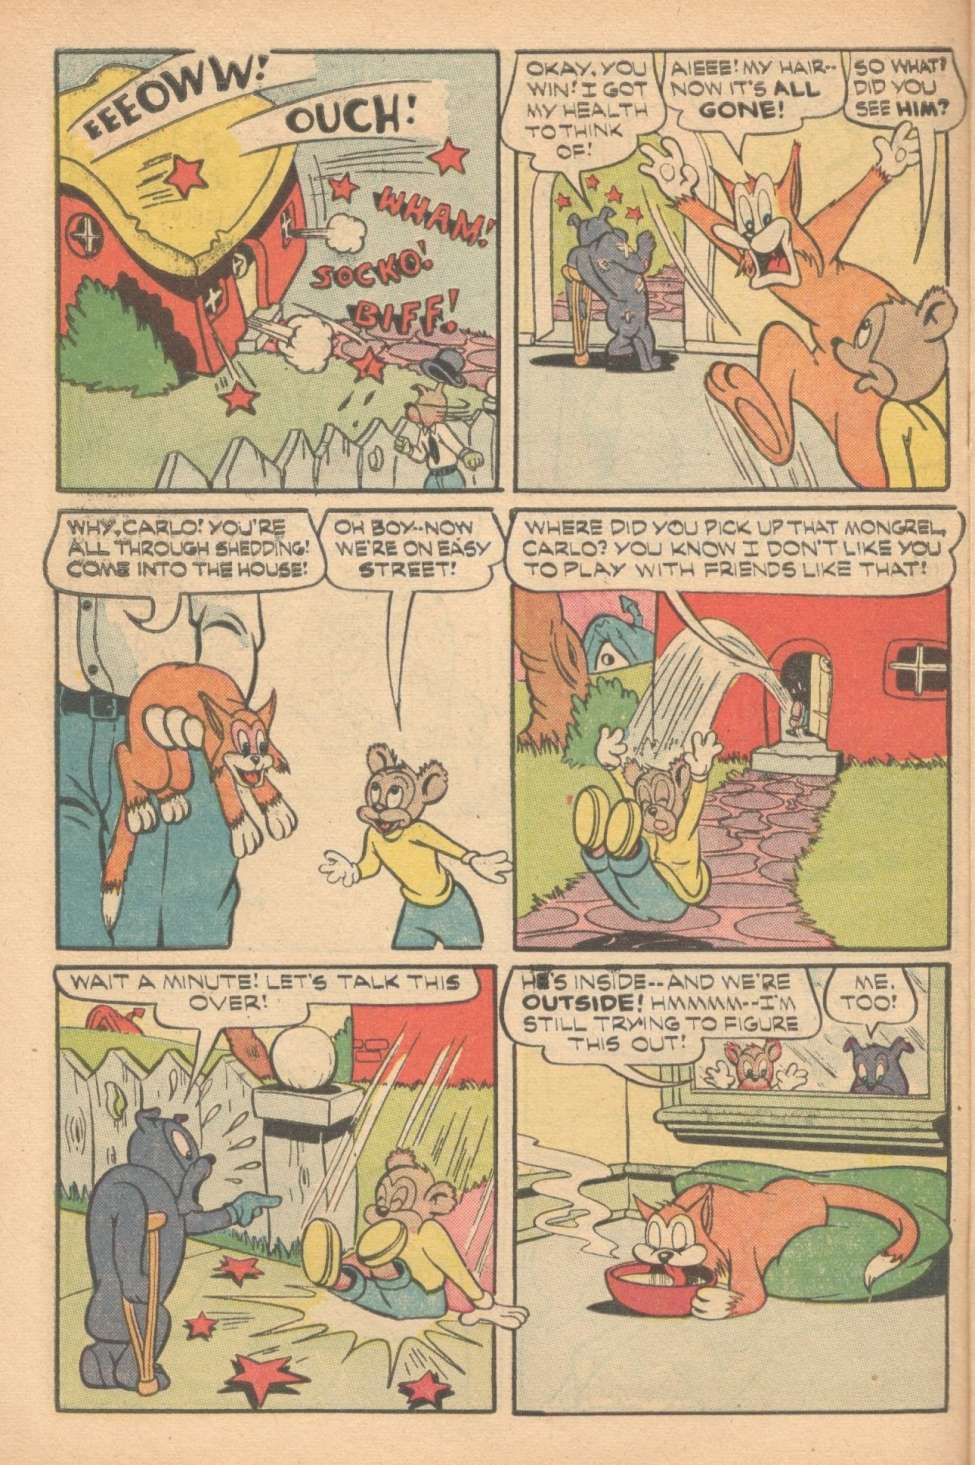 EEEOWW!
OUCH!
WHAM!
SOCKO!
BIFF!
OKAY, YOU
WIN! I GOT
MY HEALTH
TO THINK
OF!
AIEEE! MY HAIR--
NOW IT'S ALL
GONE!
SO WHAT?
DID YOU
SEE HIM?
WHY, CARLO! YOU'RE
ALL THROUGH SHEDDING!
COME INTO THE HOUSE!
OH BOY--NOW
WE'RE ON EASY
STREET!
WHERE DID YOU PICK UP THAT MONGREL,
CARLO? YOU KNOW I DON'T LIKE YOU
TO PLAY WITH FRIENDS LIKE THAT!
WAIT A MINUTE! LET'S TALK THIS
OVER!
HE'S INSIDE--AND WE'RE
OUTSIDE! HMMMM--I'M
STILL TRYING TO FIGURE
THIS OUT!
ME,
TOO!